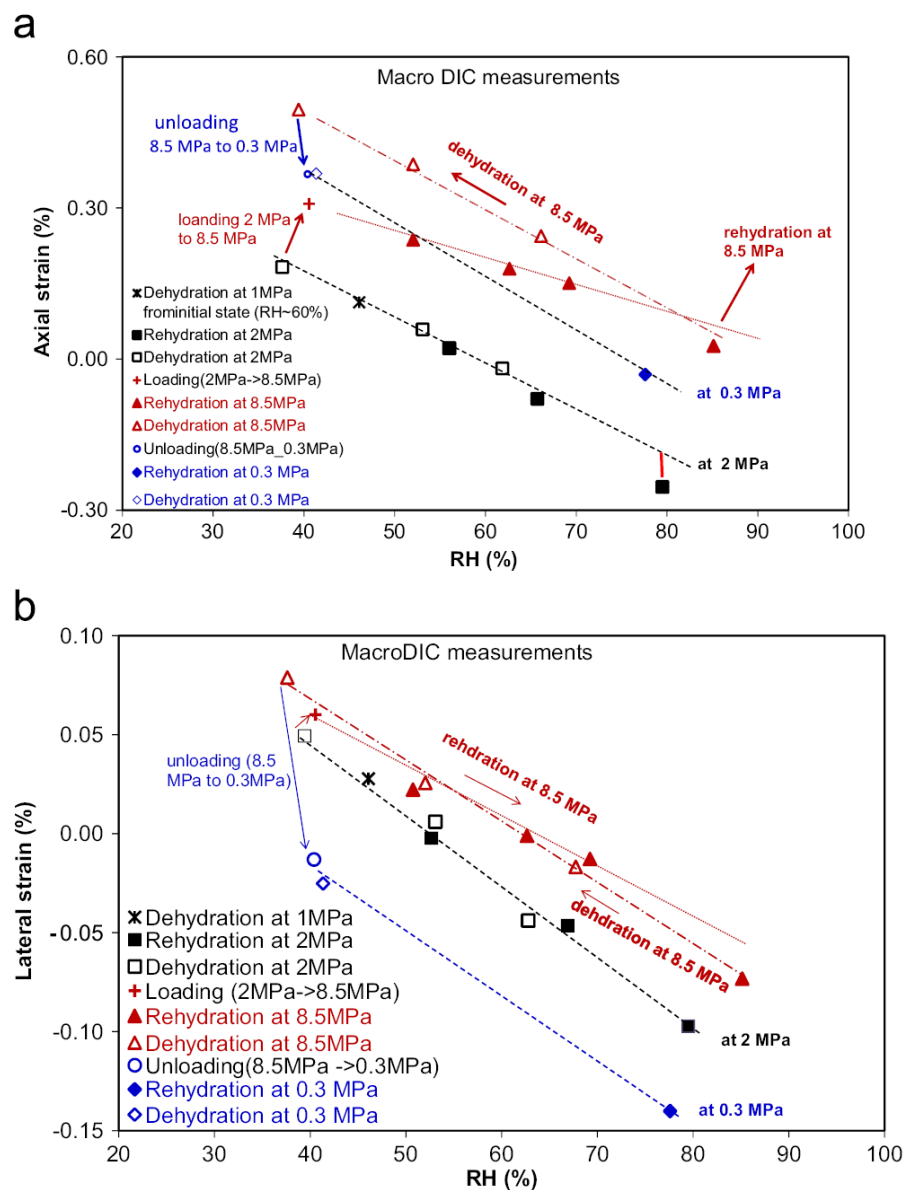 a
Macro DIC measurements
0.60
0.30
0.00
-0.30
Axial strain (%)
unloading
8.5 MPa to 0.3 MPa
loanding 2 MPa
to 8.5 MPa
dehydration at 8.5 MPa
rehydration at
8.5 MPa
at 0.3 MPa
at 2 MPa
Dehydration at 1MPa
frominitial state (RH~60%)
Rehydration at 2MPa
Dehydration at 2MPa
Loading(2MPa->8.5MPa)
Rehydration at 8.5MPa
Dehydration at 8.5MPa
Unloading(8.5MPa_0.3MPa)
Rehydration at 0.3 MPa
Dehydration at 0.3 MPa
20 30 40 50 60 70 80 90 100
RH (%)
b
MacroDIC measurements
0.10
0.05
0.00
-0.05
-0.10
-0.15
Lateral strain (%)
unloading (8.5
MPa to 0.3MPa)
rehdration at 8.5 MPa
dehdration at 8.5 MPa
at 2 MPa
at 0.3 MPa
Dehydration at 1MPa
Rehydration at 2MPa
Dehydration at 2MPa
Loading (2MPa->8.5MPa)
Rehydration at 8.5MPa
Dehydration at 8.5MPa
Unloading(8.5MPa ->0.3MPa)
Rehydration at 0.3 MPa
Dehydration at 0.3 MPa
20 30 40 50 60 70 80 90 100
RH (%)